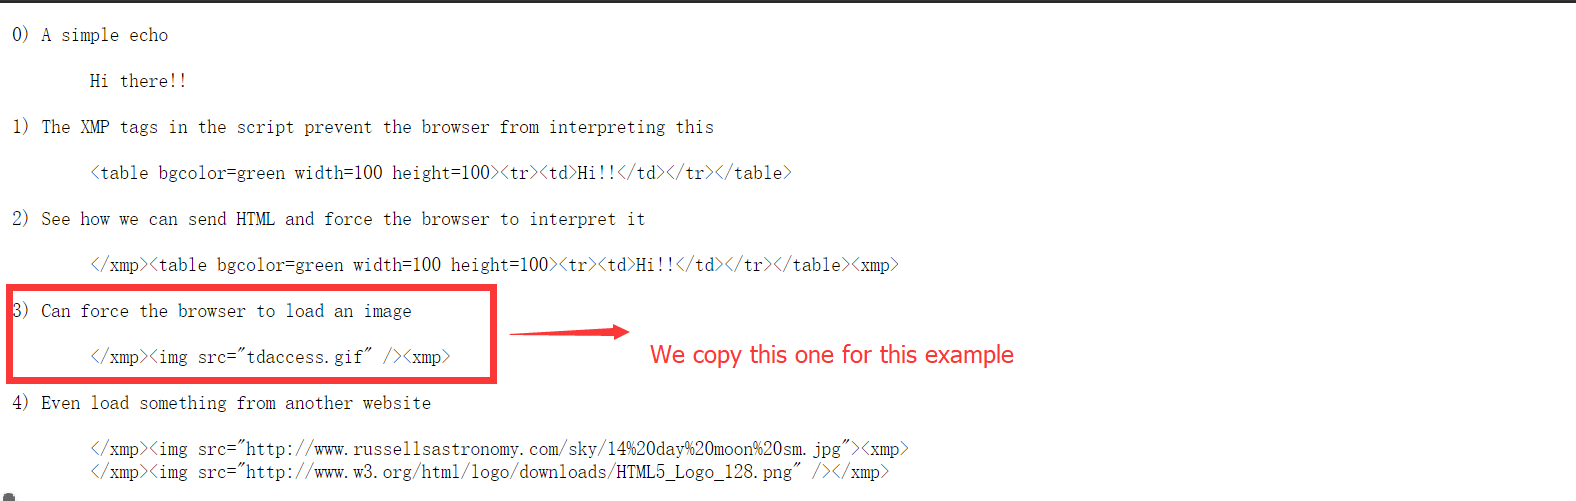 0) A simple echo
Hi there!!
1) The XMP tags in the script prevent the browser from interpreting this
<table bgcolor=green width=100 height=100><tr><td>Hi!!</td></tr></table>
2) See how we can send HTML and force the browser to interpret it
</xmp><table bgcolor=green width=100 height=100><tr><td>Hi!!</td></tr></table><xmp>
3) Can force the browser to load an image
</xmp><img src="tdaccess.gif" /><xmp>
We copy this one for this example
4) Even load something from another website
</xmp><img src="http://www.russellsastronomy.com/sky/14%20day%20moon%20sm.jpg"><xmp>
</xmp><img src="http://www.w3.org/html/logo/downloads/HTML5_Logo_128.png" /></xmp>